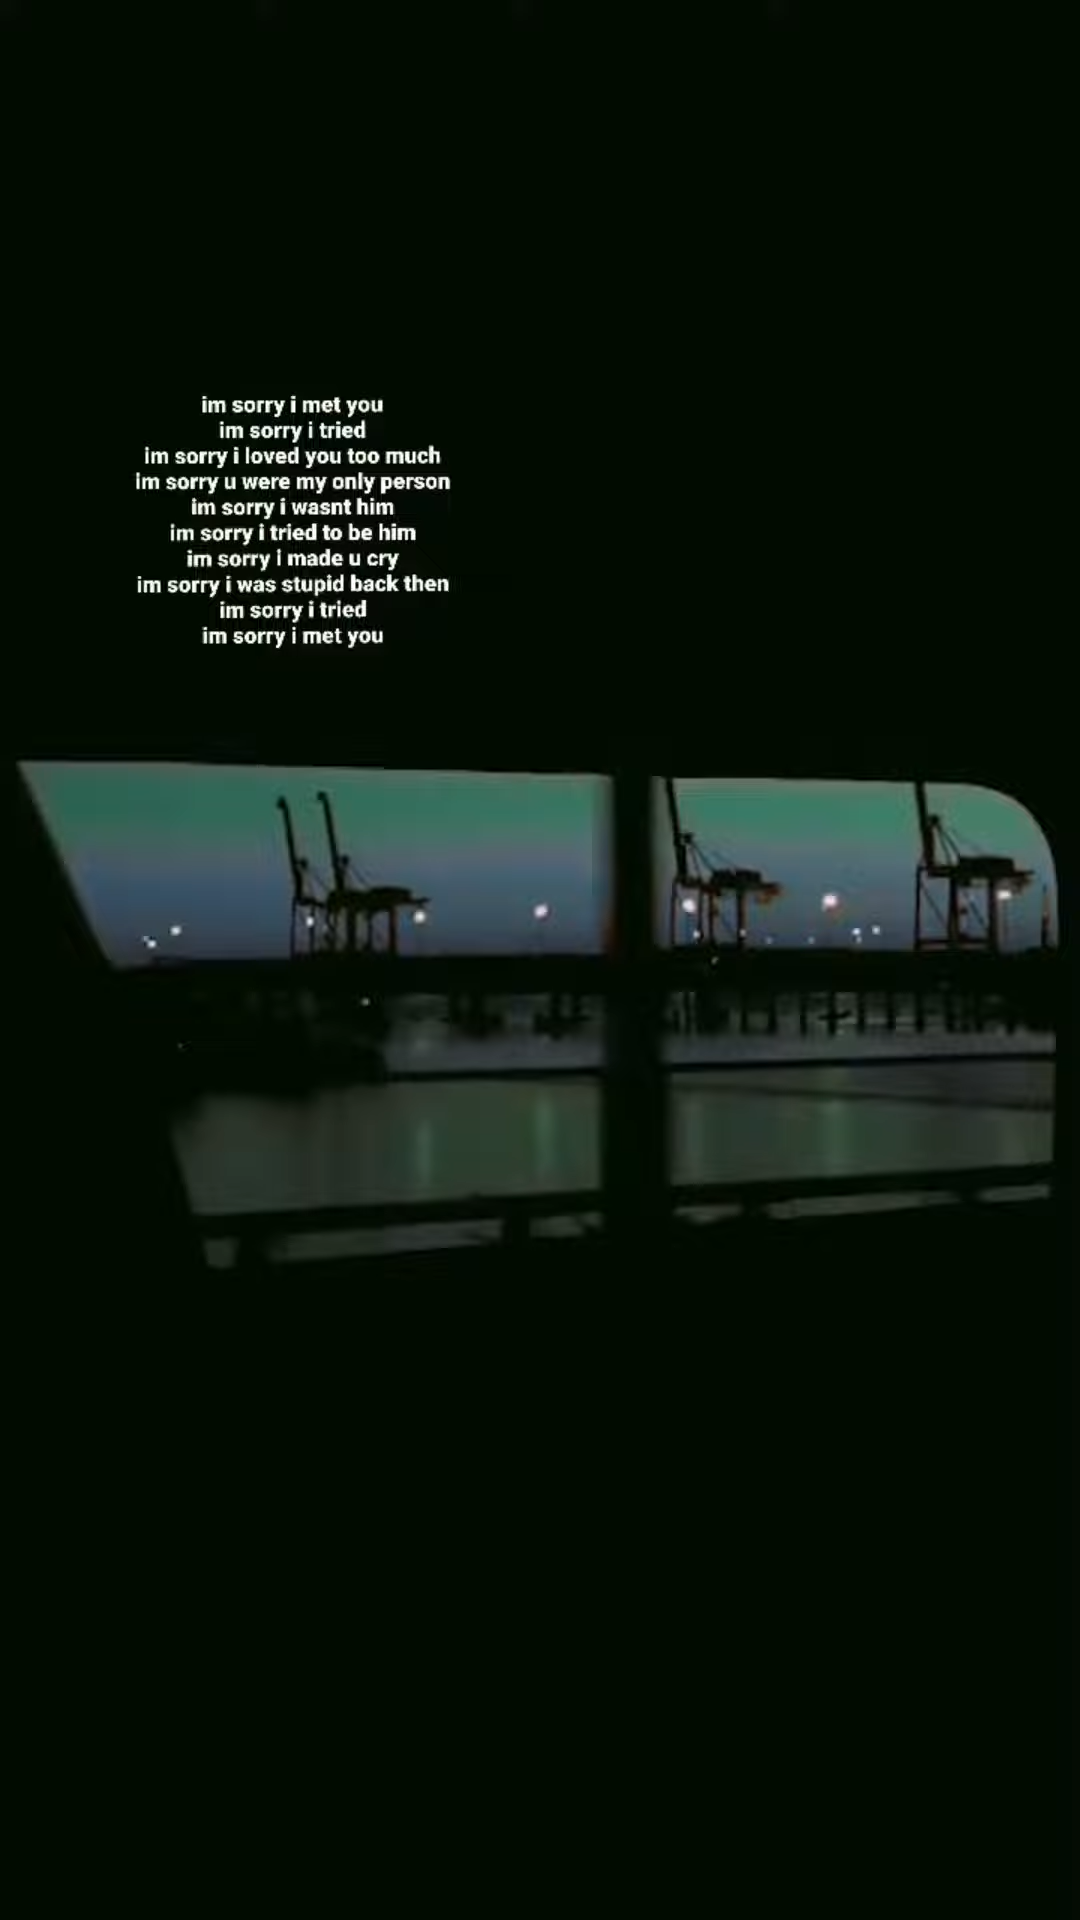 im sorry i met you
im sorry i tried
im sorry i loved you too much
im sorry u were my only person
im sorry i wasnt him
im sorry i tried to be him
im sorry i made u cry
im sorry i was stupid back then
im sorry i tried
im sorry i met you